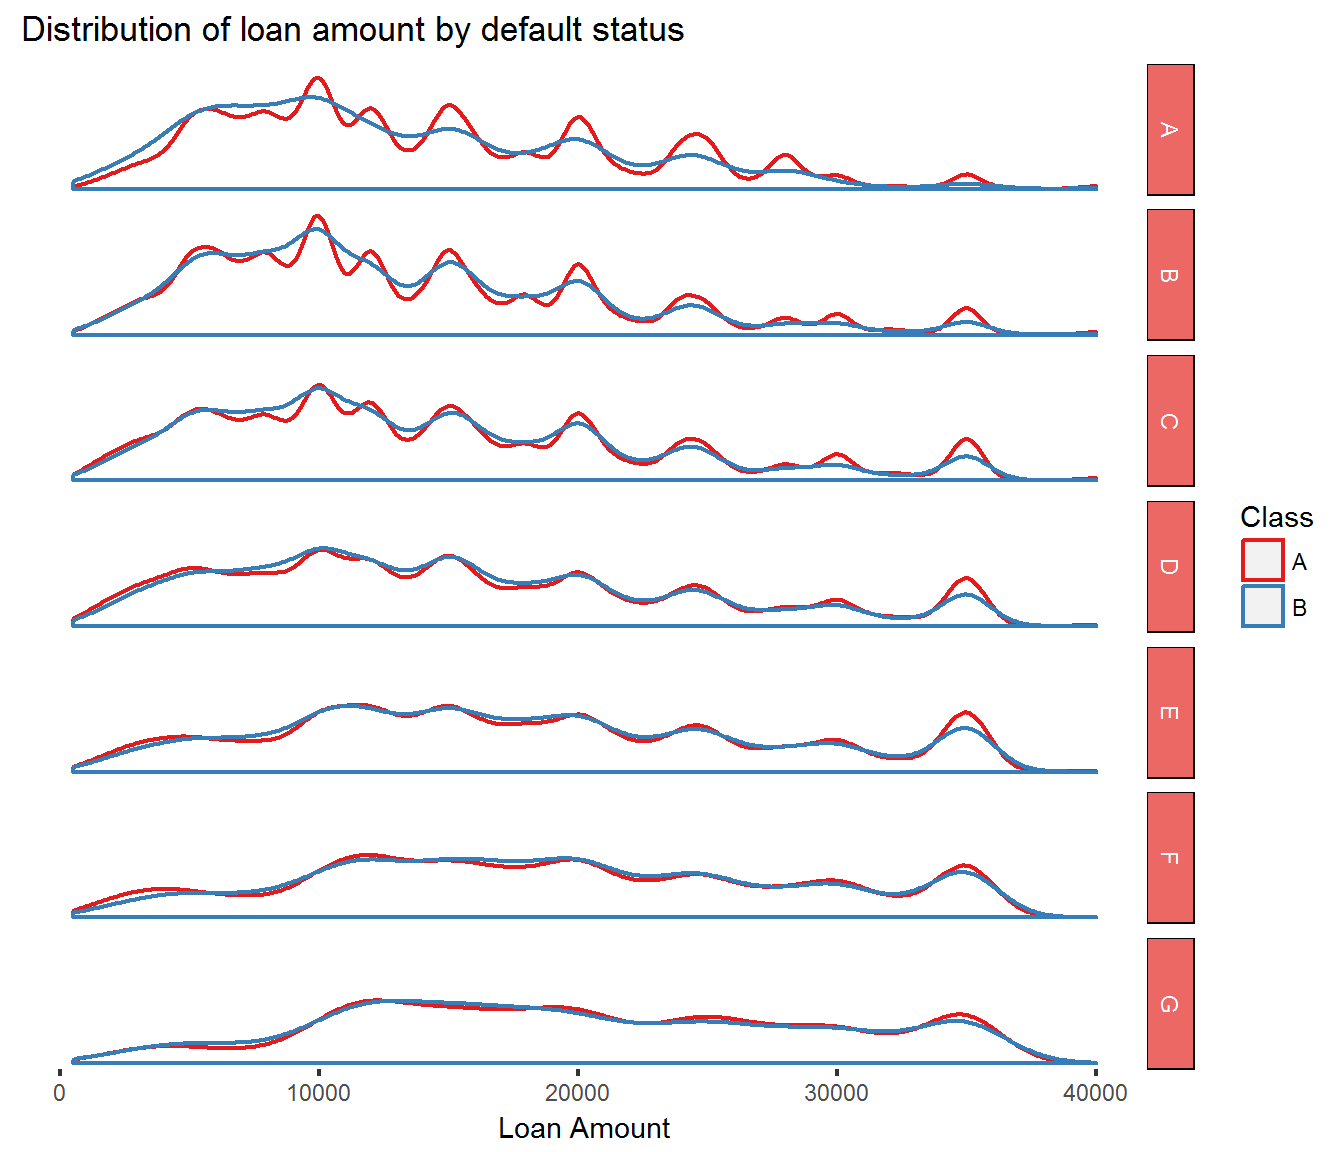 Distribution of loan amount by default status
A
B
C
D
E
F
G
Class
A
B
0 10000 20000 30000 40000
Loan Amount